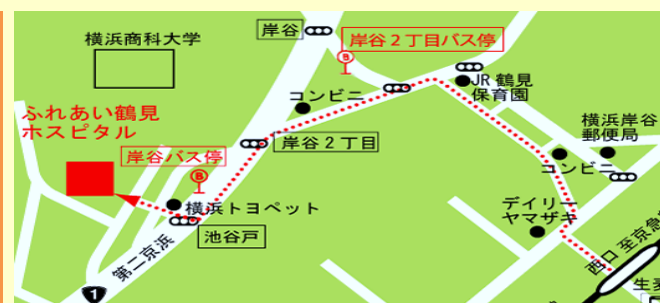 岸谷
横浜商科大学
岸谷２丁目バス停
B
JR 鶴見
保育園
コンビニ
ふれあい鶴見
ホスピタル
横浜岸谷
郵便局
岸谷２丁目
岸谷バス停
B
コンビニ
デイリー
ヤマザキ
横浜トヨペット
池谷戸
第二京浜
西口 至京急
生麦
1